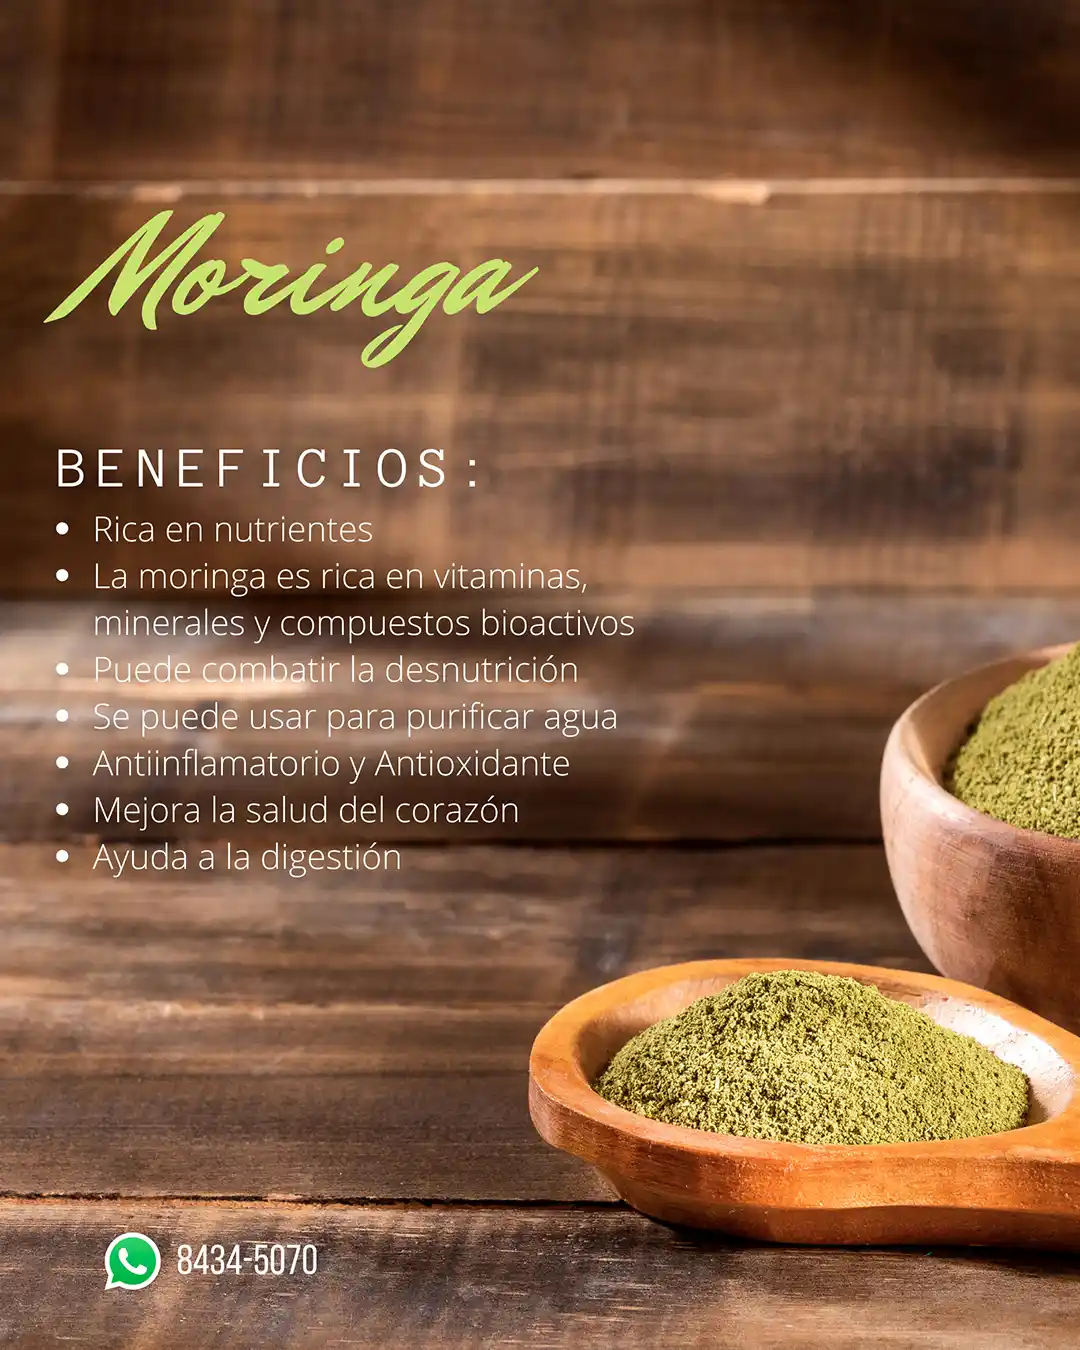 Moringa
BENEFICIOS:
• Rica en nutrientes
• La moringa es rica en vitaminas,
minerales y compuestos bioactivos
• Puede combatir la desnutrición
• Se puede usar para purificar agua
• Antiinflamatorio y Antioxidante
• Mejora la salud del corazón
• Ayuda a la digestión
8434-5070